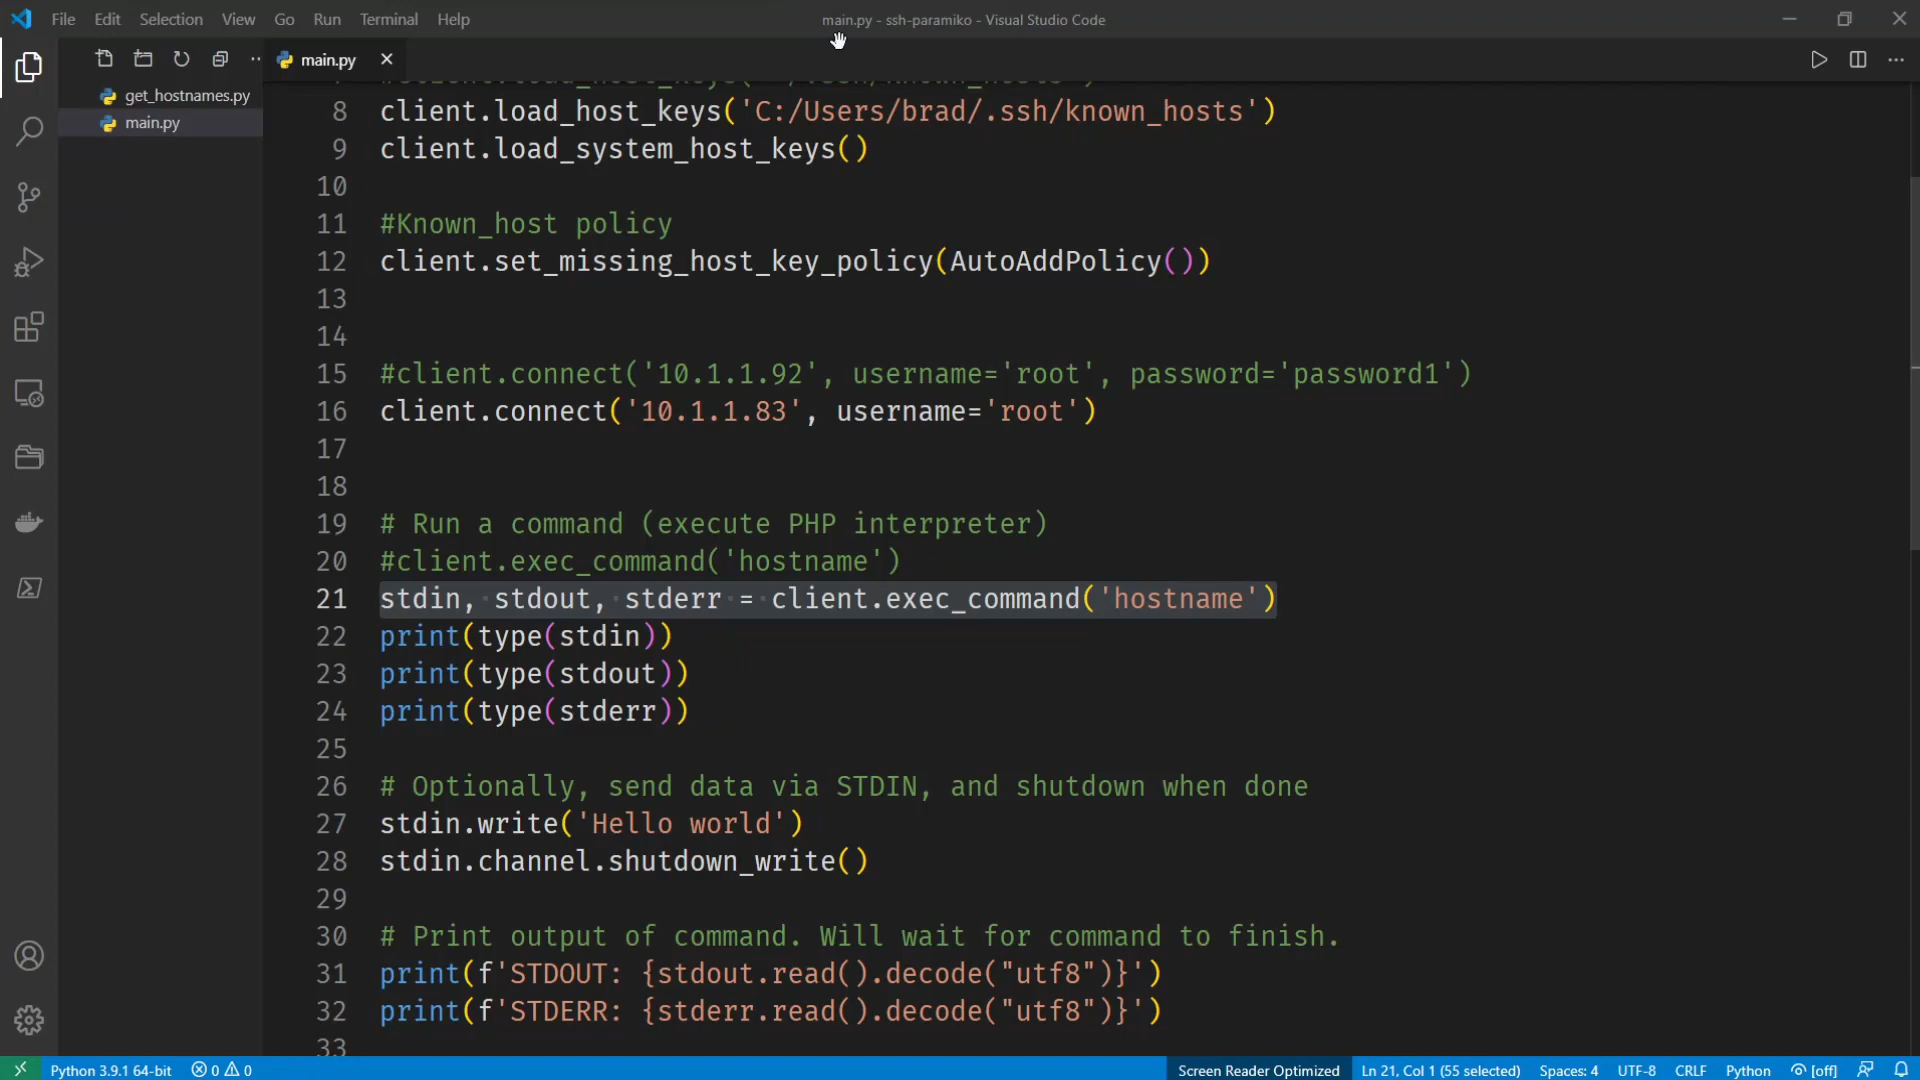 File Edit Selection View Go Run Terminal Help
main.py - ssh-paramiko - Visual Studio Code
main.py
get_hostnames.py
main.py
8 client.load_host_keys('C:/Users/brad/.ssh/known_hosts')
9 client.load_system_host_keys()
10
11 #Known_host policy
12 client.set_missing_host_key_policy(AutoAddPolicy())
13
14
15 #client.connect('10.1.1.92', username='root', password='password1')
16 client.connect('10.1.1.83', username='root')
17
18
19 # Run a command (execute PHP interpreter)
20 #client.exec_command('hostname')
21 stdin, stdout, stderr = client.exec_command('hostname')
22 print(type(stdin))
23 print(type(stdout))
24 print(type(stderr))
25
26 # Optionally, send data via STDIN, and shutdown when done
27 stdin.write('Hello world')
28 stdin.channel.shutdown_write()
29
30 # Print output of command. Will wait for command to finish.
31 print(f'STDOUT: {stdout.read().decode("utf8")}')
32 print(f'STDERR: {stderr.read().decode("utf8")}')
33
Python 3.9.1 64-bit 0 0 Screen Reader Optimized Ln 21, Col 1 (55 selected) Spaces: 4 UTF-8 CRLF Python [off]